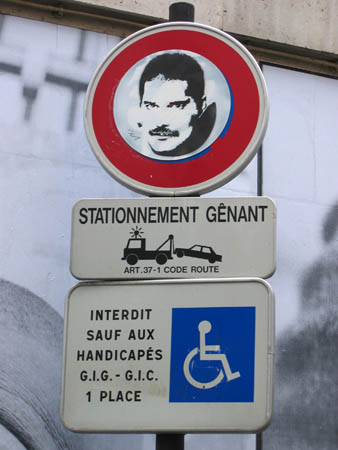 STATIONNEMENT GÊNANT
ART.37-1 CODE ROUTE
INTERDIT
SAUF AUX
HANDICAPÉS
G.I.G. - G.I.C.
1 PLACE